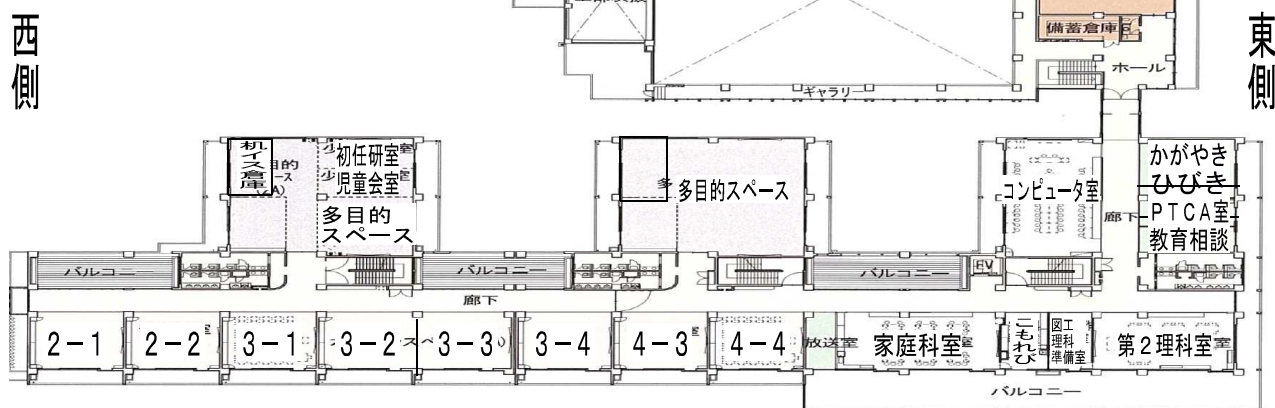 西側
東側
備蓄倉庫
ホール
ギャラリー
机イス倉庫
初任研室
児童会室
多目的
スペース
多目的スペース
コンピュータ室
廊下
かがやき
ひびき
PTCA室
教育相談
バルコニー
バルコニー
バルコニー
EV
廊下
2-1
2-2
3-1
3-2
3-3
3-4
4-3
4-4
放送室
家庭科室
こもれび
図工
理科
準備室
第2理科室
バルコニー